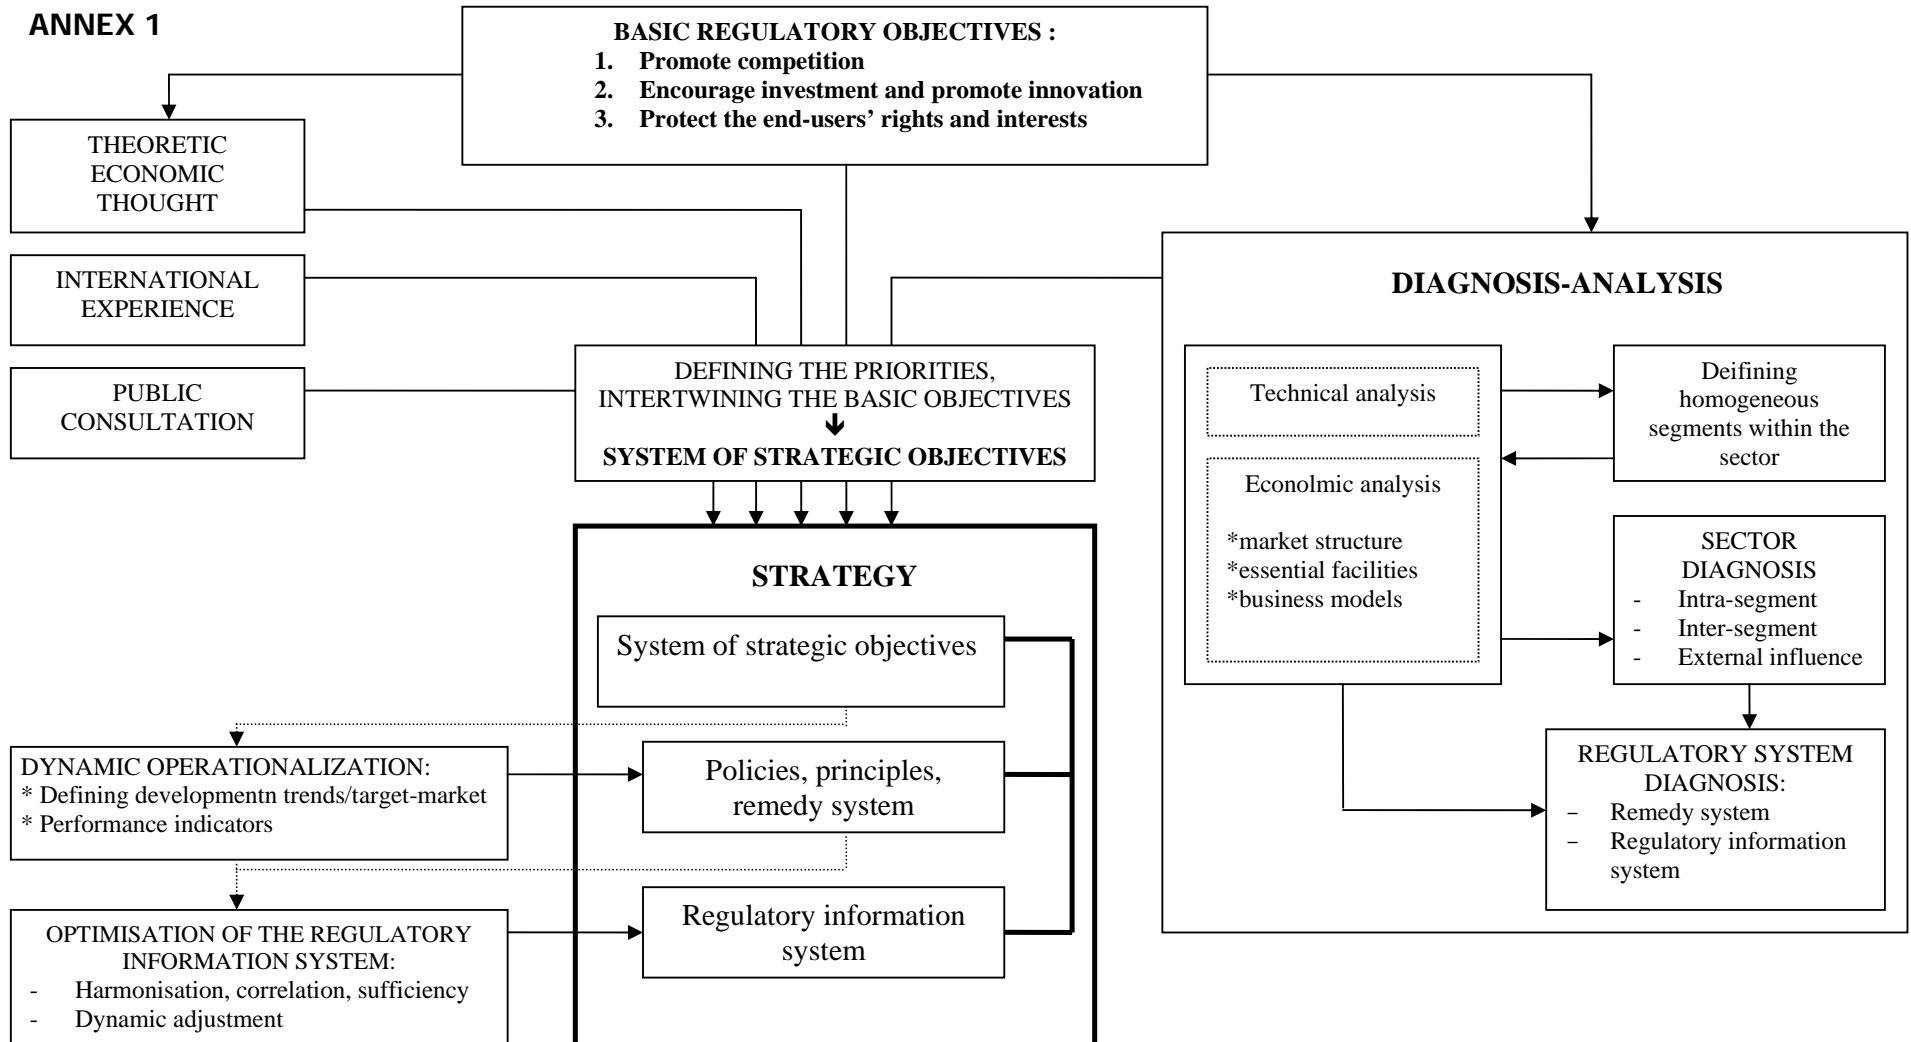 ANNEX 1
BASIC REGULATORY OBJECTIVES :
1. Promote competition
2. Encourage investment and promote innovation
3. Protect the end-users’ rights and interests
THEORETIC
ECONOMIC
THOUGHT
INTERNATIONAL
EXPERIENCE
PUBLIC
CONSULTATION
DEFINING THE PRIORITIES,
INTERTWINING THE BASIC OBJECTIVES
SYSTEM OF STRATEGIC OBJECTIVES
DIAGNOSIS-ANALYSIS
Technical analysis
Econolmic analysis
*market structure
*essential facilities
*business models
Deifining
homogeneous
segments within the
sector
SECTOR
DIAGNOSIS
- Intra-segment
- Inter-segment
- External influence
REGULATORY SYSTEM
DIAGNOSIS:
– Remedy system
– Regulatory information
system
STRATEGY
System of strategic objectives
Policies, principles,
remedy system
Regulatory information
system
DYNAMIC OPERATIONALIZATION:
* Defining developmentn trends/target-market
* Performance indicators
OPTIMISATION OF THE REGULATORY
INFORMATION SYSTEM:
- Harmonisation, correlation, sufficiency
- Dynamic adjustment